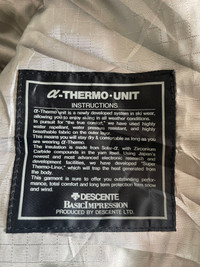 α-THERMO·UNIT
INSTRUCTIONS
α-Thermo unit is a newly developed system in ski wear,
allowing you to enjoy skiing in all weather conditions.
In pursuit for "the true comfort," we have used highly
water repellent, water pressure resistant, and highly
breathable fabric on the outer layer.
This means you will stay dry & comfortable as long as you
are wearing α-Thermo.
The insulation is made from Solo-α, with Zirconium
Carbide compounds in the yarn itself. Using Japan's
newest and most advanced electronic research and
development facilities, we have developed "Super
Thermo-Liner," which will trap the heat generated from
the body.
This garment is sure to offer you outstanding perfor-
mance, total comfort and long term protection from snow
and wind.
DESCENTE
BASIC IMPRESSION
PRODUCED BY DESCENTE LTD.